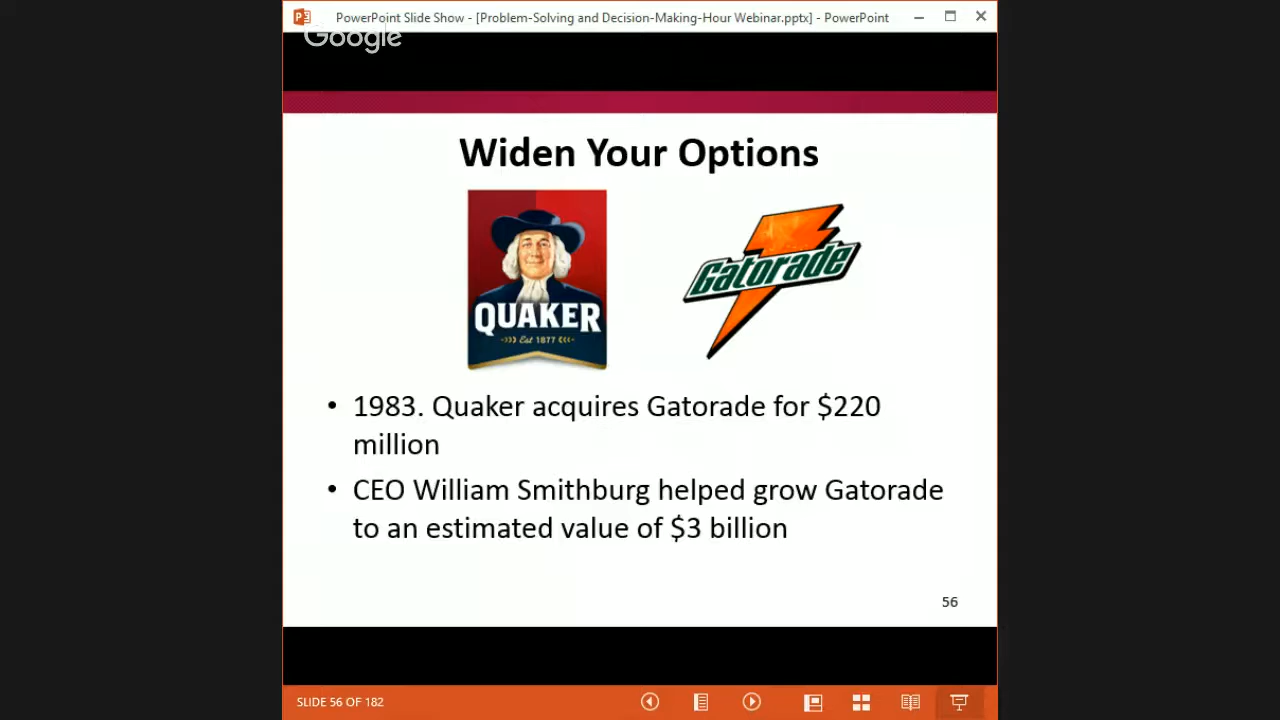 PowerPoint Slide Show - [Problem-Solving and Decision-Making-Hour Webinar.pptx] - PowerPoint
Google
Widen Your Options
QUAKER
Est 1877
Gatorade
• 1983. Quaker acquires Gatorade for $220
million
• CEO William Smithburg helped grow Gatorade
to an estimated value of $3 billion
56
SLIDE 56 OF 182